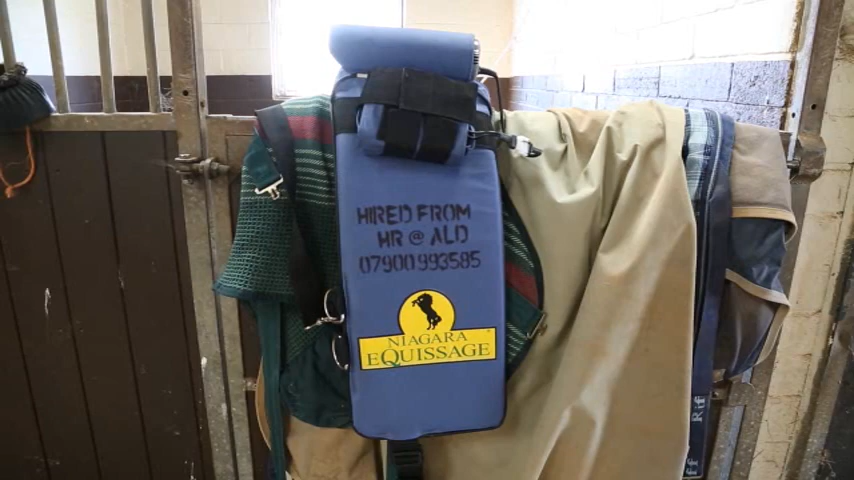 HIRED FROM
HR @ ALD
07900 993585
NIAGARA
EQUISSAGE